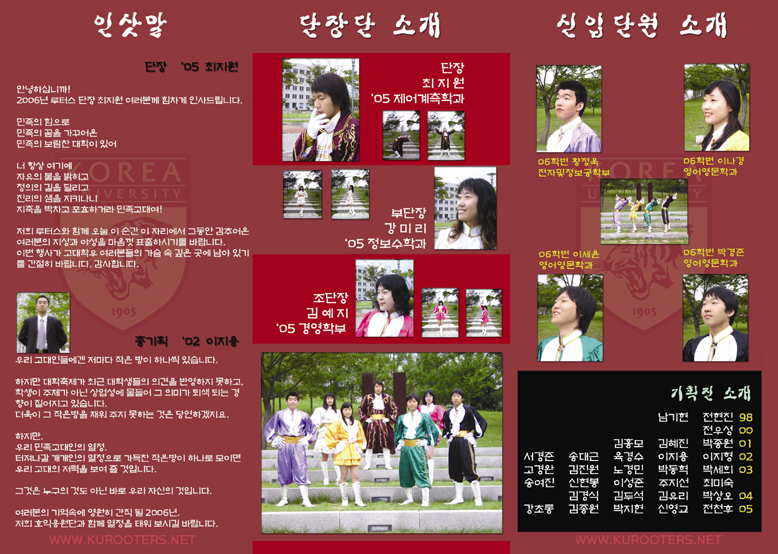 인삿말
단장 '05 최지원
안녕하십니까!
2006년 루터스 단장 최지원 여러분께 힘차게 인사드립니다.
민족의 힘으로
민족의 꿈을 가꾸어온
민족의 보람찬 대학이 있어
너 항상 여기에
자유의 불을 밝히고
정의의 길을 달리고
진리의 샘을 지키나니
지축을 박차고 포효하거라 민족고대여!
저희 루터스와 함께 오늘 이 순간 이 자리에서 그동안 감추어온
여러분의 지성과 야성을 마음껏 표출하시기를 바랍니다.
이번 행사가 고대학우 여러분들의 가슴 속 깊은 곳에 남아 있기
를 간절히 바랍니다. 감사합니다.
총기획 '02 이지용
우리 고대인들에겐 저마다 작은 방이 하나씩 있습니다.
하지만 대학축제가 최근 대학생들의 의견을 반영하지 못하고,
학생이 주체가 아닌 상업성에 물들어 그 의미가 퇴색 되는 경
향이 짙어지고 있습니다.
더욱이 그 작은방을 채워 주지 못하는 것은 당연하겠지요.
하지만,
우리 민족고대인의 열정,
터져나갈 개개인의 열정으로 가득찬 작은방이 하나로 모이면
우리 고대의 저력을 보여 줄 것입니다.
그것은 누구의 것도 아닌 바로 우리 자신의 것입니다.
여러분의 기억속에 영원히 간직 될 2006년,
저희 호익응원단과 함께 열정을 태워 보시길 바랍니다.
WWW.KUROOTERS.NET
KOREA
UNIVERSITY
1905
단장단 소개
단장
최지원
'05 제어계측학과
부단장
강미리
'05 정보수학과
조단장
김예지
'05 경영학부
신입단원 소개
06학번 황정욱
전자및정보공학부
06학번 이나경
영어영문학과
06학번 이세운
영어영문학과
06학번 박경준
영어영문학과
KOREA
UNIVERSITY
1905
기획진 소개
남기현 전현진 98
전우성 00
김홍모 김혜진 박종원 01
서경준 송대근 옥경수 이지용 이지형 02
고경완 김진원 노경민 박동혁 박세희 03
송여진 신현봉 이성준 주지선 최미숙
김경식 김두석 김유리 박상오 04
강초롱 김종원 박지현 신영교 전천후 05
WWW.KUROOTERS.NET